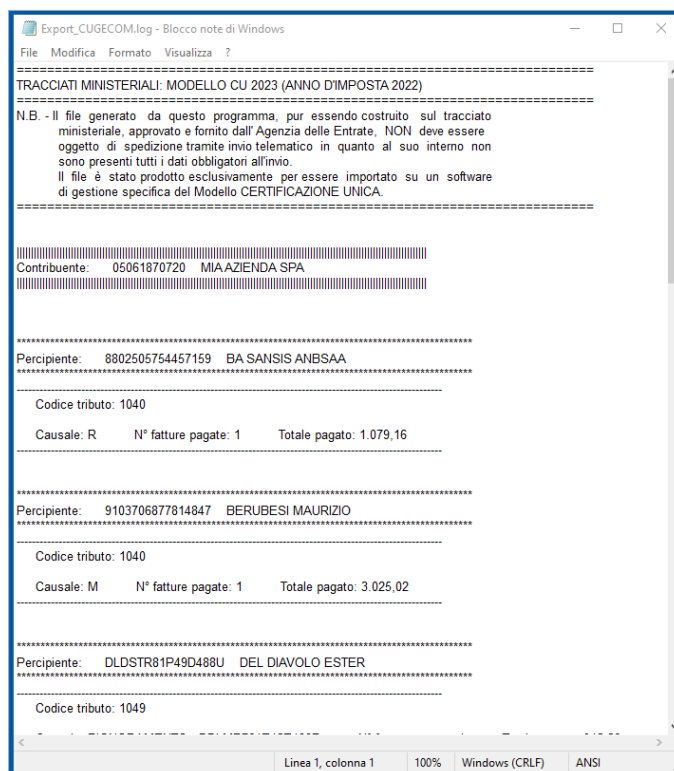 Export_CUGECOM.log - Blocco note di Windows
File Modifica Formato Visualizza ?
================================================================================
TRACCIATI MINISTERIALI: MODELLO CU 2023 (ANNO D'IMPOSTA 2022)
================================================================================
N.B. - Il file generato da questo programma, pur essendo costruito sul tracciato
ministeriale, approvato e fornito dall' Agenzia delle Entrate, NON deve essere
oggetto di spedizione tramite invio telematico in quanto al suo interno non
sono presenti tutti i dati obbligatori all'invio.
Il file è stato prodotto esclusivamente per essere importato su un software
di gestione specifica del Modello CERTIFICAZIONE UNICA.
================================================================================
Contribuente: 05061870720 MIA AZIENDA SPA
Percipiente: 8802505754457159 BA SANSIS ANBSAA
Codice tributo: 1040
Causale: R N° fatture pagate: 1 Totale pagato: 1.079,16
Percipiente: 9103706877814847 BERUBESI MAURIZIO
Codice tributo: 1040
Causale: M N° fatture pagate: 1 Totale pagato: 3.025,02
Percipiente: DLDSTR81P49D488U DEL DIAVOLO ESTER
Codice tributo: 1049
Linea 1, colonna 1 100% Windows (CRLF) ANSI